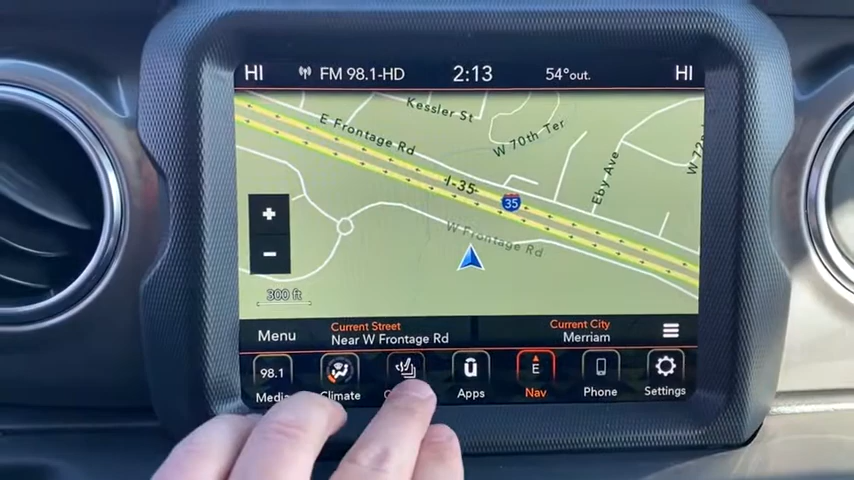 HI FM 98.1-HD 2:13 54°out. HI
Kessler St
E Frontage Rd
W 70th Ter
Eby Ave
I-35
35
W Frontage Rd
+
-
300 ft
Menu
Current Street
Near W Frontage Rd
Current City
Merriam
98.1
E
Media
Climate
Apps
Nav
Phone
Settings